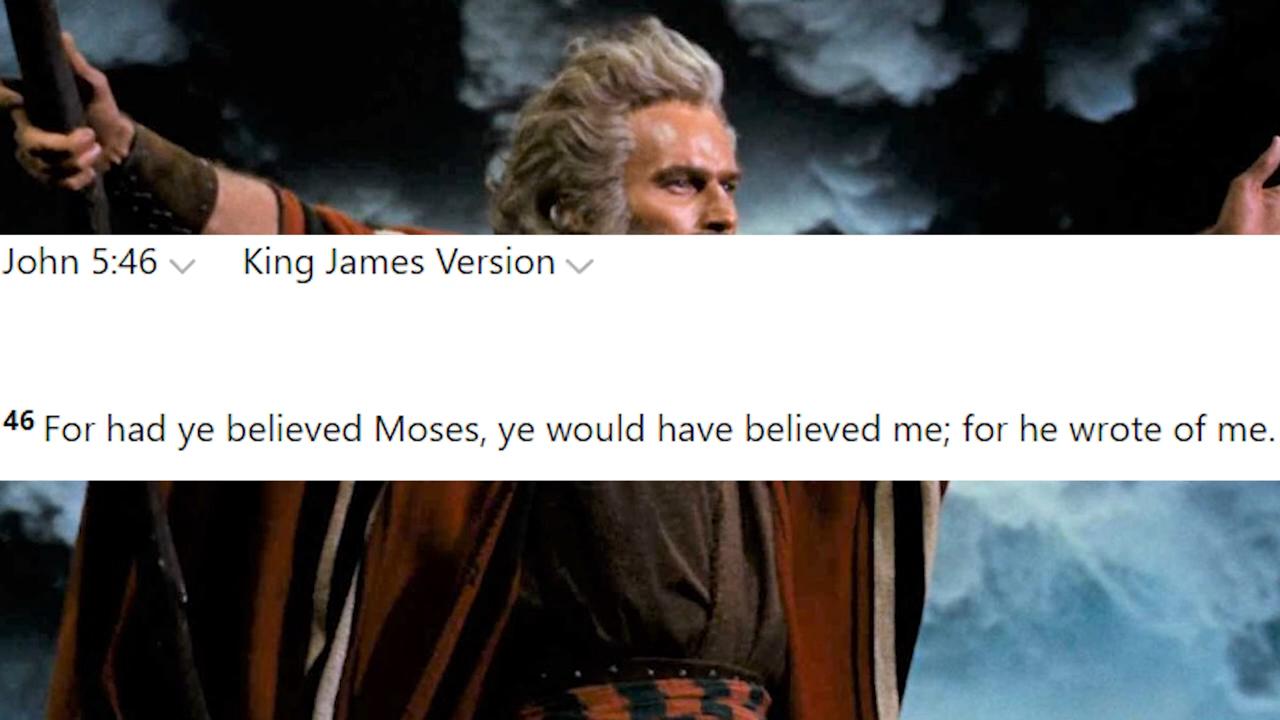 John 5:46 King James Version
46 For had ye believed Moses, ye would have believed me; for he wrote of me.